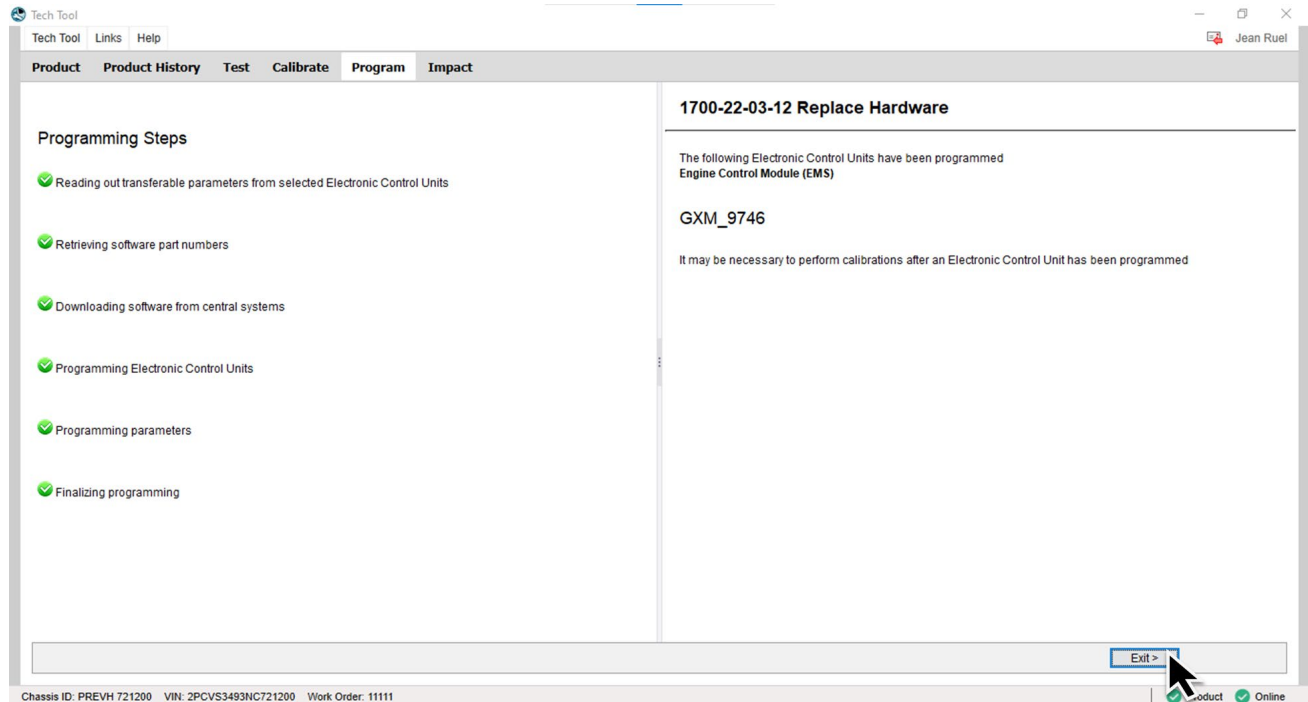 Tech Tool
Tech Tool Links Help
Jean Ruel
Product Product History Test Calibrate Program Impact
Programming Steps
Reading out transferable parameters from selected Electronic Control Units
Retrieving software part numbers
Downloading software from central systems
Programming Electronic Control Units
Programming parameters
Finalizing programming
1700-22-03-12 Replace Hardware
The following Electronic Control Units have been programmed
Engine Control Module (EMS)
GXM_9746
It may be necessary to perform calibrations after an Electronic Control Unit has been programmed
Exit >
Chassis ID: PREVH 721200 VIN: 2PCVS3493NC721200 Work Order: 11111
Product Online